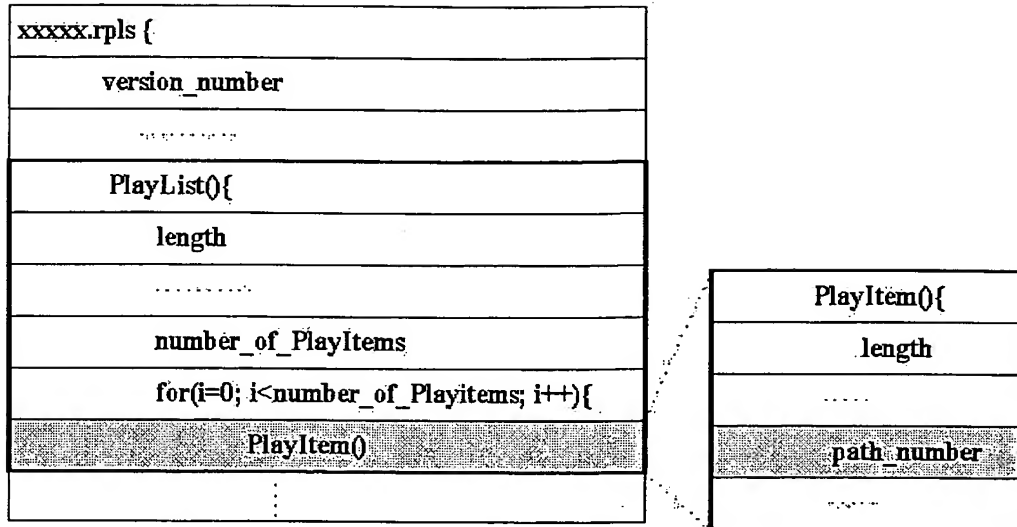 xxxxx.rpls {
version_number
..........
PlayList(){
length
..........
number_of_PlayItems
for(i=0; i<number_of_Playitems; i++){
PlayItem()
⋮
PlayItem(){
length
.....
path_number
.....